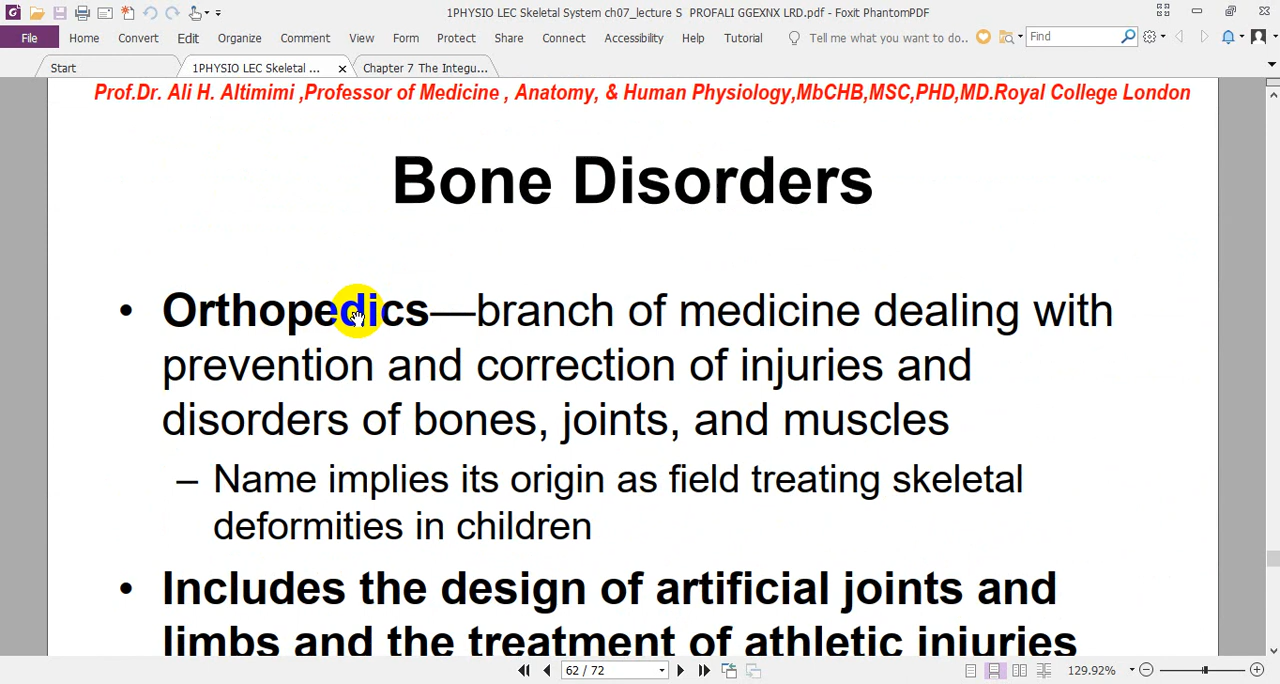 1PHYSIO LEC Skeletal System ch07_lecture S PROFALI GGEXNX LRD.pdf - Foxit PhantomPDF
File Home Convert Edit Organize Comment View Form Protect Share Connect Accessibility Help Tutorial Tell me what you want to do.. Find
Start 1PHYSIO LEC Skeletal ... Chapter 7 The Integu...
Prof.Dr. Ali H. Altimimi ,Professor of Medicine , Anatomy, & Human Physiology,MbCHB,MSC,PHD,MD.Royal College London
Bone Disorders
• Orthopedics—branch of medicine dealing with
prevention and correction of injuries and
disorders of bones, joints, and muscles
– Name implies its origin as field treating skeletal
deformities in children
• Includes the design of artificial joints and
limbs and the treatment of athletic injuries
62 / 72 129.92%